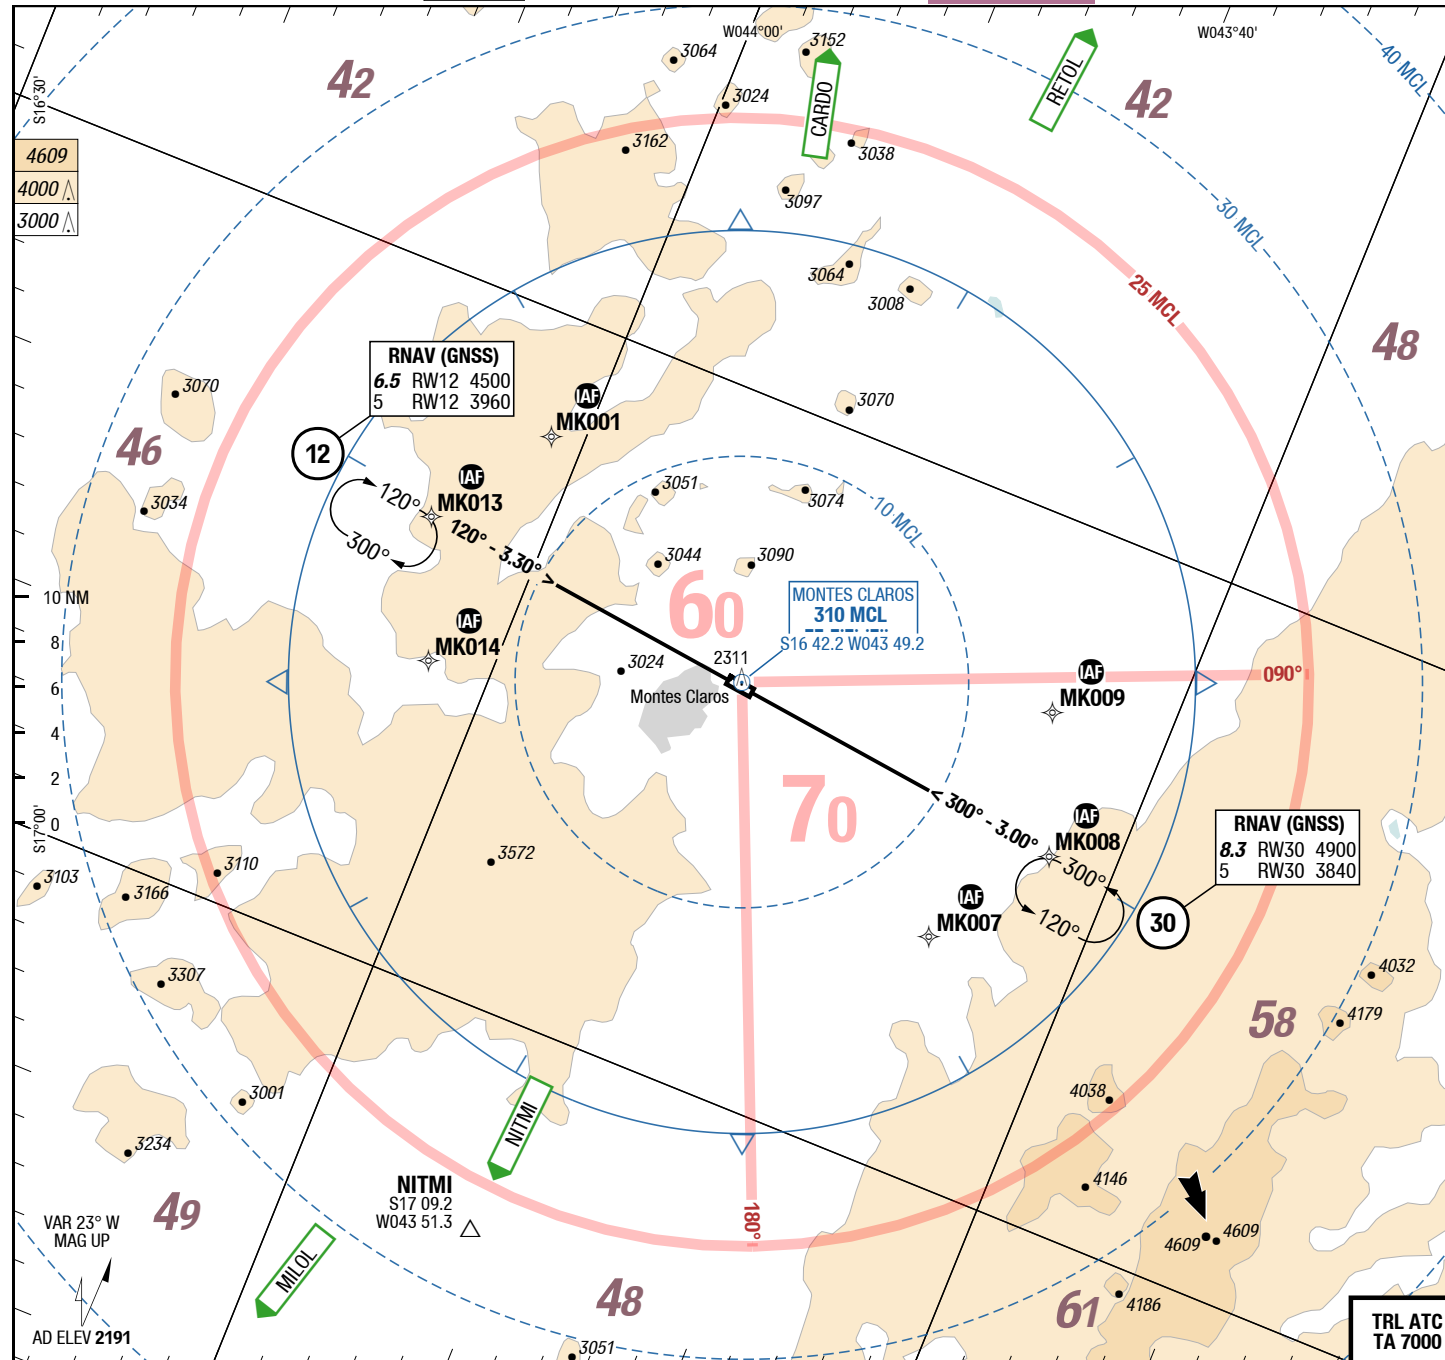 W044°00'
W043°40'
40 MCL
3064
3152
RETOL
42
42
CARDO
3024
S16°30'
3162
3038
4609
4000
3000
3097
30 MCL
3064
3008
25 MCL
48
RNAV (GNSS)
6.5 RW12 4500
5 RW12 3960
3070
IAF
MK001
3070
46
12
IAF
MK013
120°
300°
120° - 3.30°
3051
3074
10 MCL
3034
3044
3090
60
MONTES CLAROS
310 MCL
S16 42.2 W043 49.2
10 NM
8
6
4
2
0
IAF
MK014
3024
2311
Montes Claros
IAF
MK009
090°
70
300° - 3.00°
IAF
MK008
300°
120°
RNAV (GNSS)
8.3 RW30 4900
5 RW30 3840
S17°00'
3572
3110
3103
3166
IAF
MK007
30
3307
4032
58
4179
3001
4038
NITMI
3234
4146
NITMI
S17 09.2
W043 51.3
180°
49
VAR 23° W
MAG UP
4609
4609
MILOL
48
61
4186
AD ELEV 2191
3051
TRL ATC
TA 7000